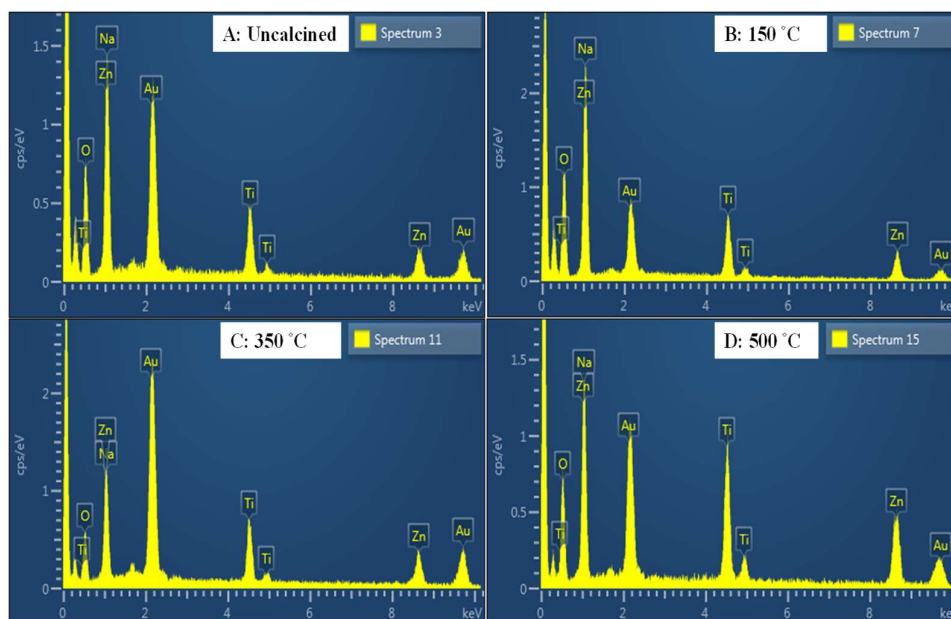 A: Uncalcined
Spectrum 3
Na
Zn
Au
O
Ti
Ti
Ti
Zn
Au
1.5
1
0.5
0
cps/eV
0 2 4 6 8 keV
B: 150 °C
Spectrum 7
Na
Zn
O
Au
Ti
Ti
Ti
Zn
Au
2
1
0
cps/eV
0 2 4 6 8 keV
C: 350 °C
Spectrum 11
Au
Zn
Na
O
Ti
Ti
Ti
Zn
Au
2
1
0
cps/eV
0 2 4 6 8 keV
D: 500 °C
Spectrum 15
Na
Zn
Au
Ti
O
Ti
Ti
Zn
Au
1.5
1
0.5
0
cps/eV
0 2 4 6 8 keV